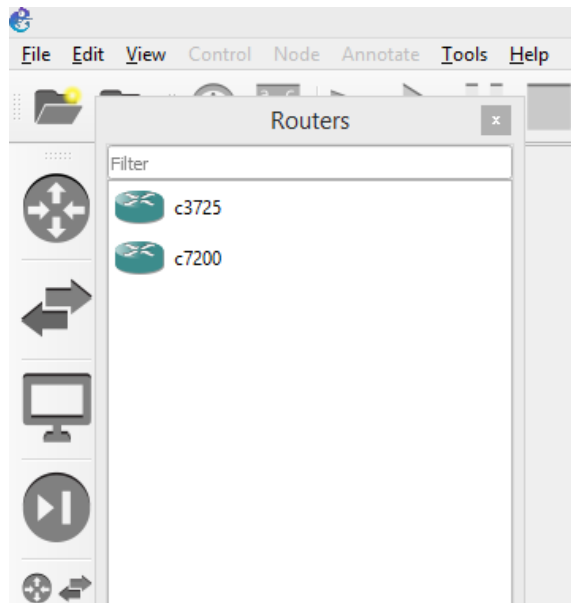 File Edit View Control Node Annotate Tools Help
Routers
Filter
c3725
c7200